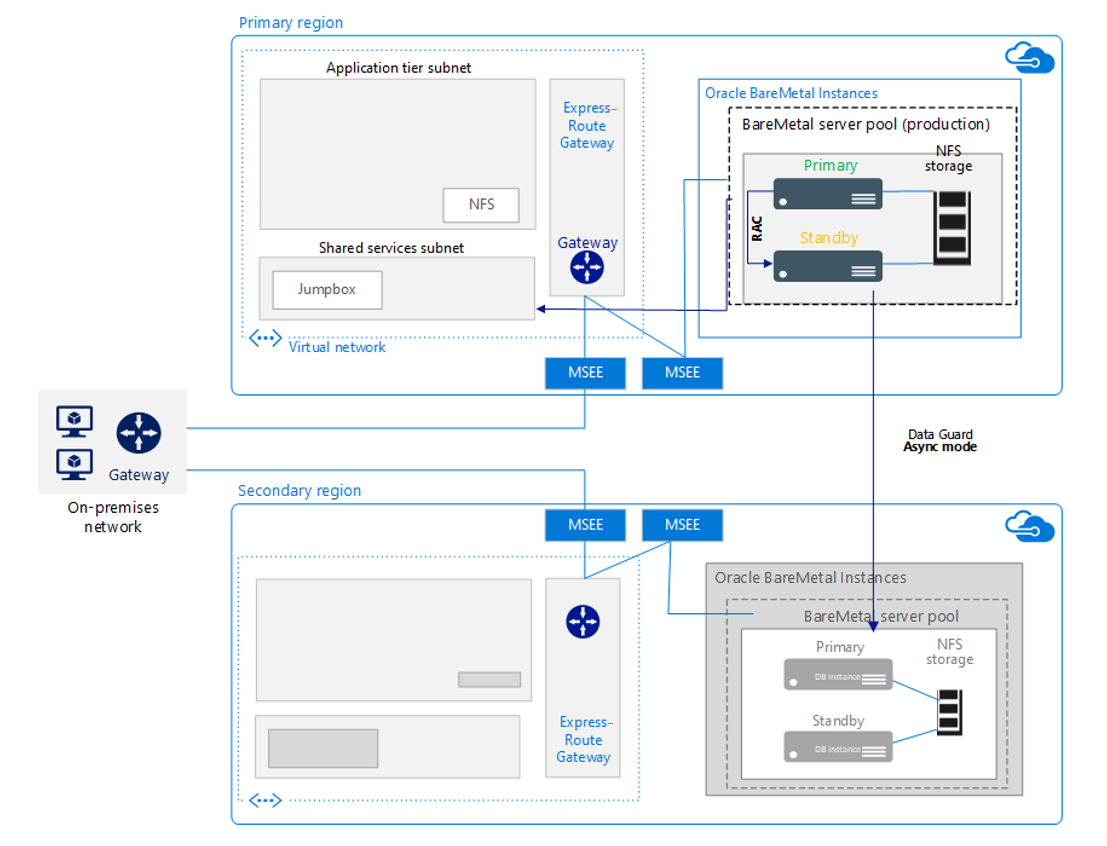 Primary region
Application tier subnet
Express-
Route
Gateway
NFS
Gateway
Shared services subnet
Jumpbox
Virtual network
Oracle BareMetal Instances
BareMetal server pool (production)
NFS
storage
Primary
RAC
Standby
MSEE
MSEE
Gateway
On-premises
network
Data Guard
Async mode
Secondary region
MSEE
MSEE
Express-
Route
Gateway
Oracle BareMetal Instances
BareMetal server pool
Primary
NFS
storage
DB instance
Standby
DB instance